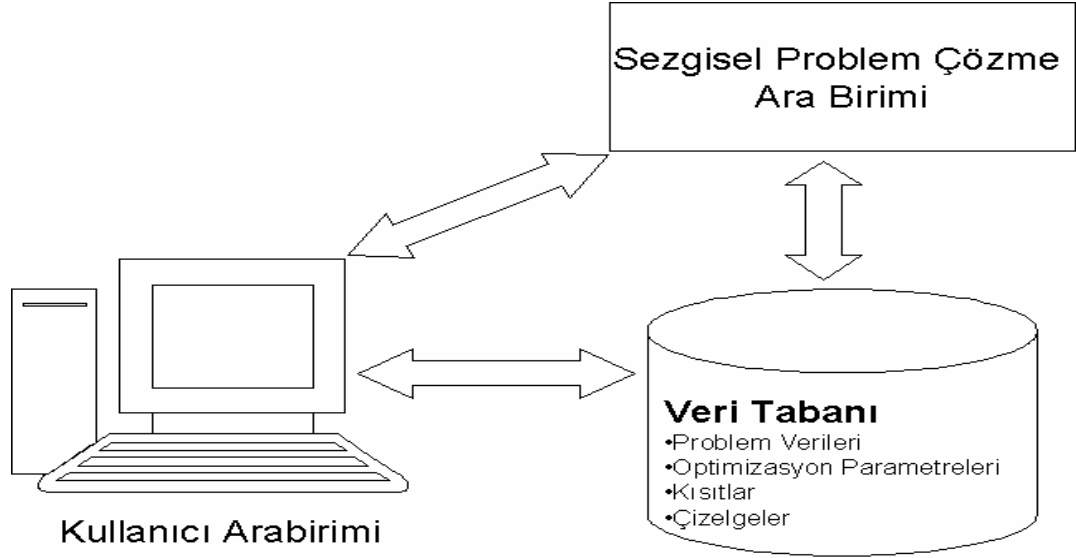 Sezgisel Problem Çözme
Ara Birimi
Veri Tabanı
•Problem Verileri
•Optimizasyon Parametreleri
•Kısıtlar
•Çizelgeler
Kullanıcı Arabirimi